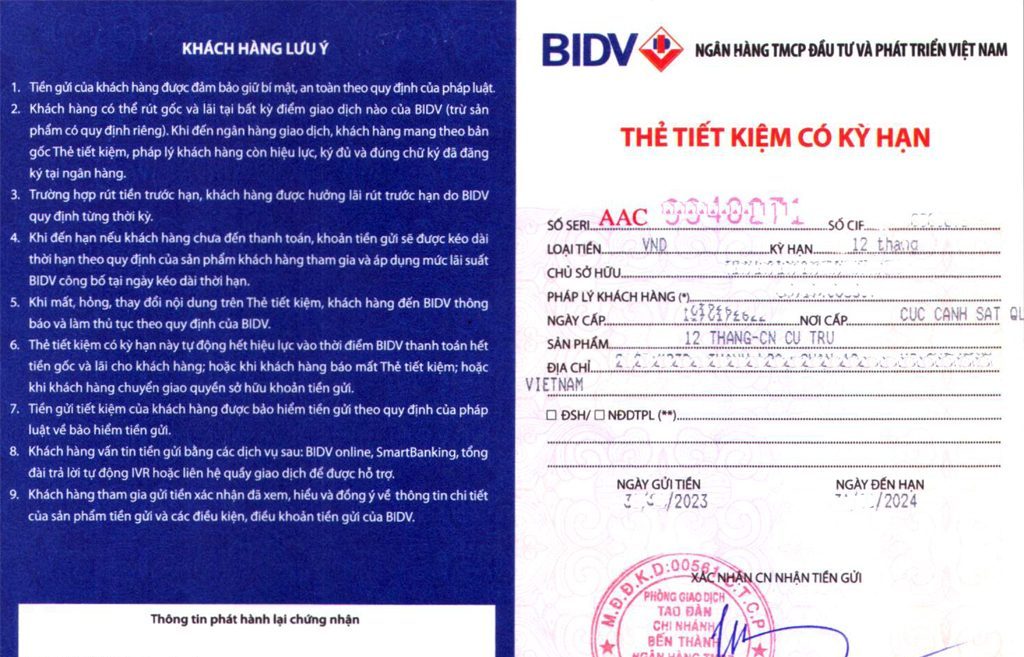 KHÁCH HÀNG LƯU Ý
1. Tiền gửi của khách hàng được đảm bảo giữ bí mật, an toàn theo quy định của pháp luật.
2. Khách hàng có thể rút gốc và lãi tại bất kỳ điểm giao dịch nào của BIDV (trừ sản
phẩm có quy định riêng). Khi đến ngân hàng giao dịch, khách hàng mang theo bản
gốc Thẻ tiết kiệm, pháp lý khách hàng còn hiệu lực, ký đủ và đúng chữ ký đã đăng
ký tại ngân hàng.
3. Trường hợp rút tiền trước hạn, khách hàng được hưởng lãi rút trước hạn do BIDV
quy định từng thời kỳ.
4. Khi đến hạn nếu khách hàng chưa đến thanh toán, khoản tiền gửi sẽ được kéo dài
thời hạn theo quy định của sản phẩm khách hàng tham gia và áp dụng mức lãi suất
BIDV công bố tại ngày kéo dài thời hạn.
5. Khi mất, hỏng, thay đổi nội dung trên Thẻ tiết kiệm, khách hàng đến BIDV thông
báo và làm thủ tục theo quy định của BIDV.
6. Thẻ tiết kiệm có kỳ hạn này tự động hết hiệu lực vào thời điểm BIDV thanh toán hết
tiền gốc và lãi cho khách hàng; hoặc khi khách hàng báo mất Thẻ tiết kiệm; hoặc
khi khách hàng chuyển giao quyền sở hữu khoản tiền gửi.
7. Tiền gửi tiết kiệm của khách hàng được bảo hiểm tiền gửi theo quy định của pháp
luật về bảo hiểm tiền gửi.
8. Khách hàng vấn tin tiền gửi bằng các dịch vụ sau: BIDV online, SmartBanking, tổng
đài trả lời tự động IVR hoặc liên hệ quầy giao dịch để được hỗ trợ.
9. Khách hàng tham gia gửi tiền xác nhận đã xem, hiểu và đồng ý về thông tin chi tiết
của sản phẩm tiền gửi và các điều kiện, điều khoản tiền gửi của BIDV.
Thông tin phát hành lại chứng nhận
BIDV NGÂN HÀNG TMCP ĐẦU TƯ VÀ PHÁT TRIỂN VIỆT NAM
THẺ TIẾT KIỆM CÓ KỲ HẠN
SỐ SERI AAC SỐ CIF
LOẠI TIỀN VND KỲ HẠN 12 thang
CHỦ SỞ HỮU
PHÁP LÝ KHÁCH HÀNG (*)
NGÀY CẤP NƠI CẤP CUC CANH SAT QL
SẢN PHẨM 12 THANG-CN CU TRU
ĐỊA CHỈ
VIETNAM
☐ ĐSH/ ☐ NĐDTPL (**)
NGÀY GỬI TIỀN NGÀY ĐẾN HẠN
/2023 /2024
XÁC NHẬN CN NHẬN TIỀN GỬI
M.Đ.Đ.K.D:00561 C.T.C.P
PHÒNG GIAO DỊCH
TAO ĐÀN
CHI NHÁNH
BẾN THÀNH
NGÂN HÀNG TMCP